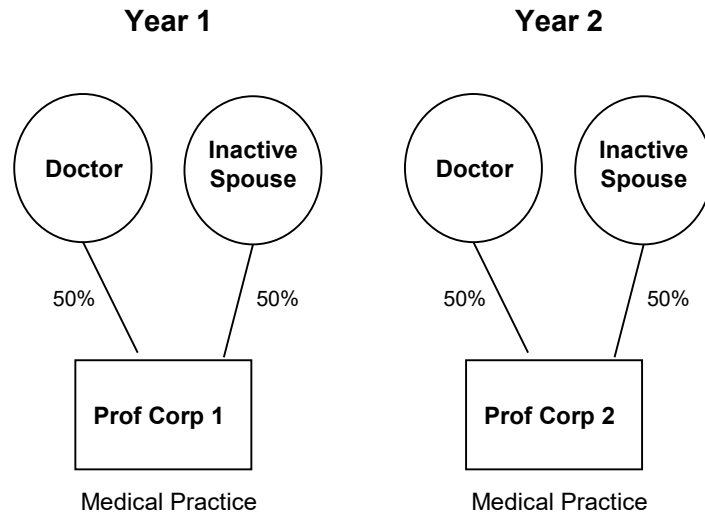 Year 1
Doctor
Inactive
Spouse
50%
50%
Prof Corp 1
Medical Practice
Year 2
Doctor
Inactive
Spouse
50%
50%
Prof Corp 2
Medical Practice